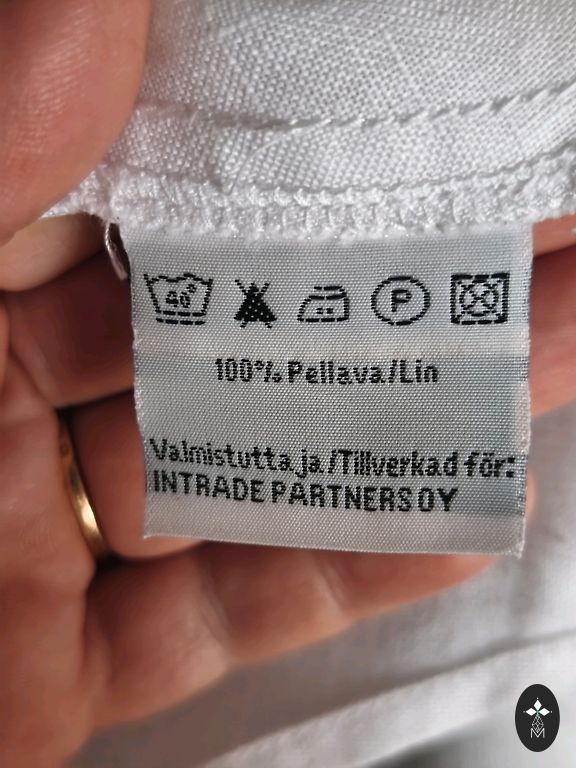 40°
P
100% Pellava/Lin
Valmistuttaja/Tillverkad för:
INTRADE PARTNERS OY